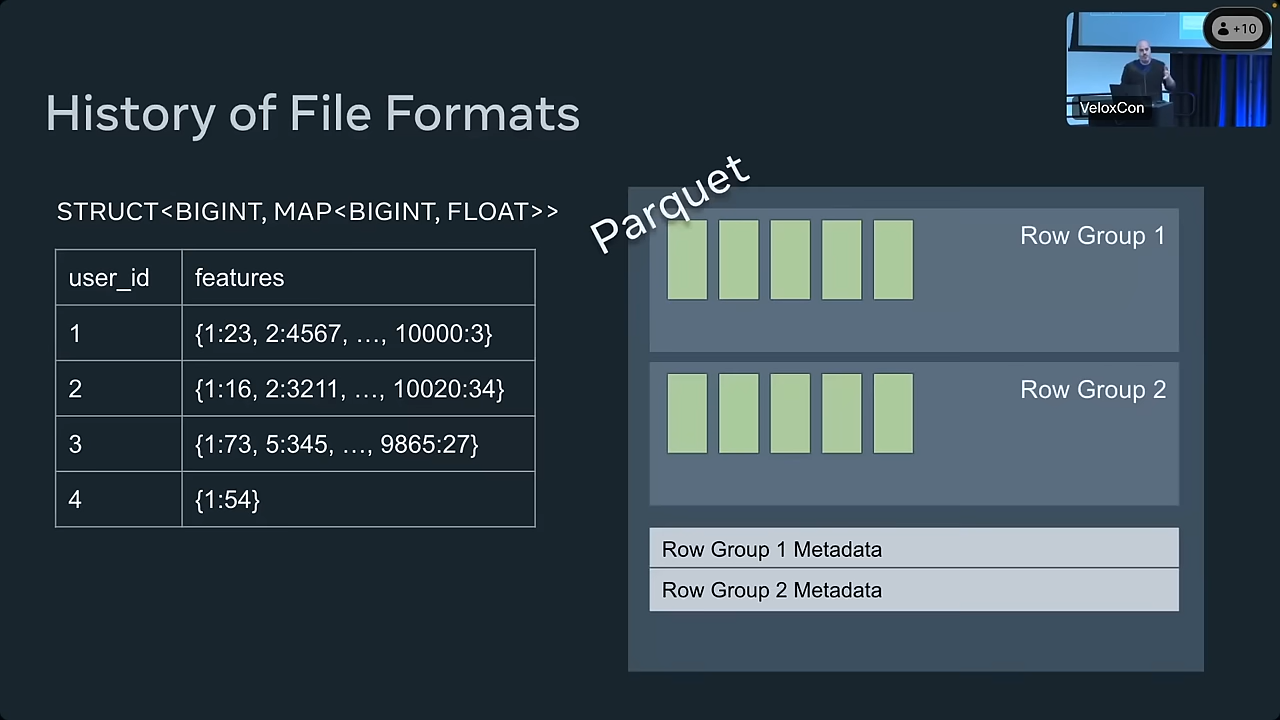 +10
VeloxCon
History of File Formats
STRUCT<BIGINT, MAP<BIGINT, FLOAT>>
user_id features
1 {1:23, 2:4567, …, 10000:3}
2 {1:16, 2:3211, …, 10020:34}
3 {1:73, 5:345, …, 9865:27}
4 {1:54}
Parquet
Row Group 1
Row Group 2
Row Group 1 Metadata
Row Group 2 Metadata